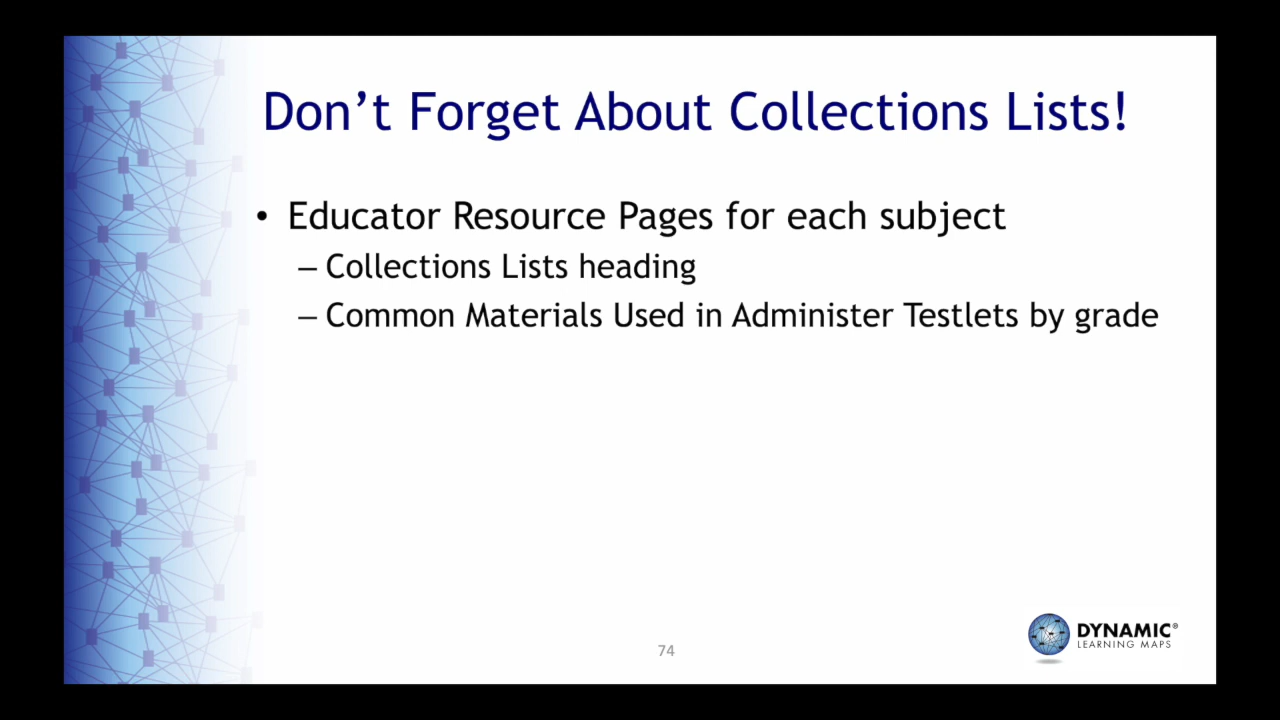 Don't Forget About Collections Lists!
• Educator Resource Pages for each subject
– Collections Lists heading
– Common Materials Used in Administer Testlets by grade
74
DYNAMIC®
LEARNING MAPS